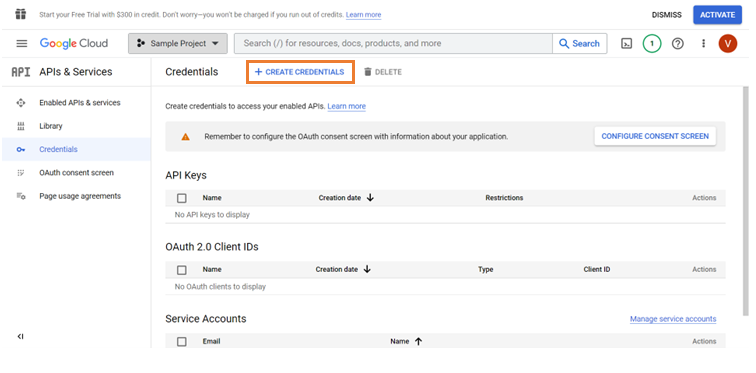 Start your Free Trial with $300 in credit. Don't worry—you won't be charged if you run out of credits. Learn more
DISMISS
ACTIVATE
Google Cloud
Sample Project
Search (/) for resources, docs, products, and more
Search
1
V
API APIs & Services
Credentials
+ CREATE CREDENTIALS
DELETE
Enabled APIs & services
Library
Credentials
OAuth consent screen
Page usage agreements
Create credentials to access your enabled APIs. Learn more
Remember to configure the OAuth consent screen with information about your application.
CONFIGURE CONSENT SCREEN
API Keys
Name Creation date Restrictions Actions
No API keys to display
OAuth 2.0 Client IDs
Name Creation date Type Client ID Actions
No OAuth clients to display
Service Accounts
Manage service accounts
Email Name Actions